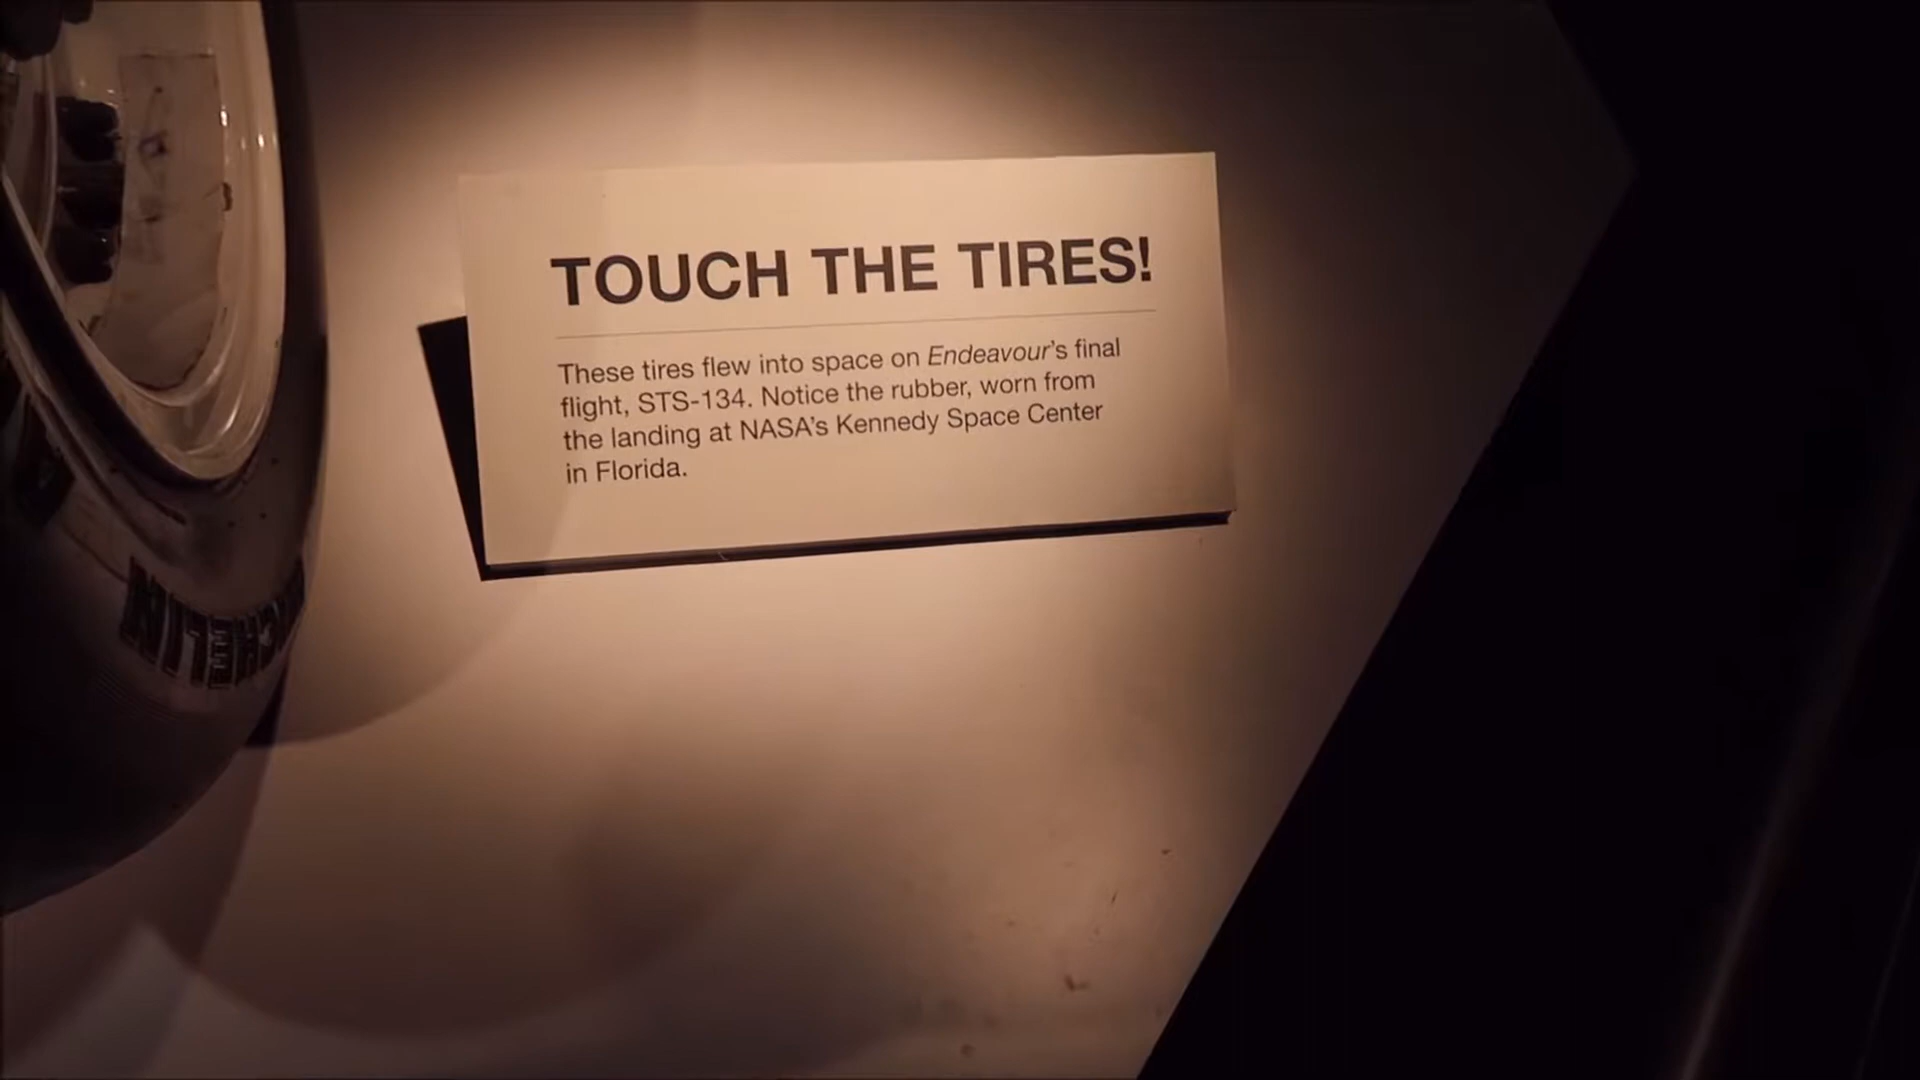 TOUCH THE TIRES!
These tires flew into space on Endeavour's final
flight, STS-134. Notice the rubber, worn from
the landing at NASA's Kennedy Space Center
in Florida.
MICHELIN